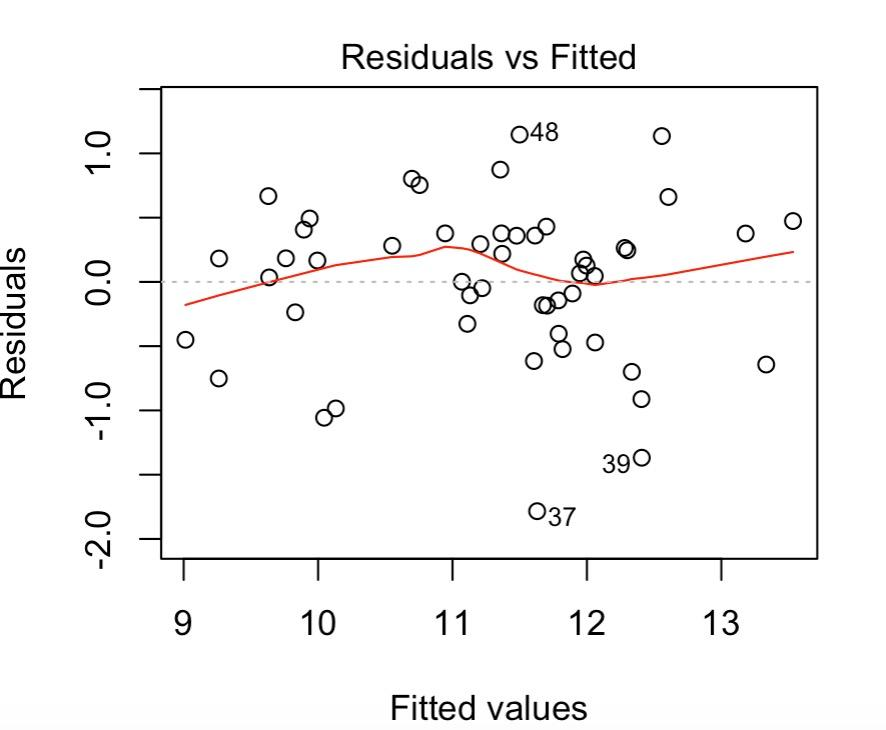 Residuals vs Fitted
Residuals
1.0
0.0
-1.0
-2.0
48
39
37
9 10 11 12 13
Fitted values